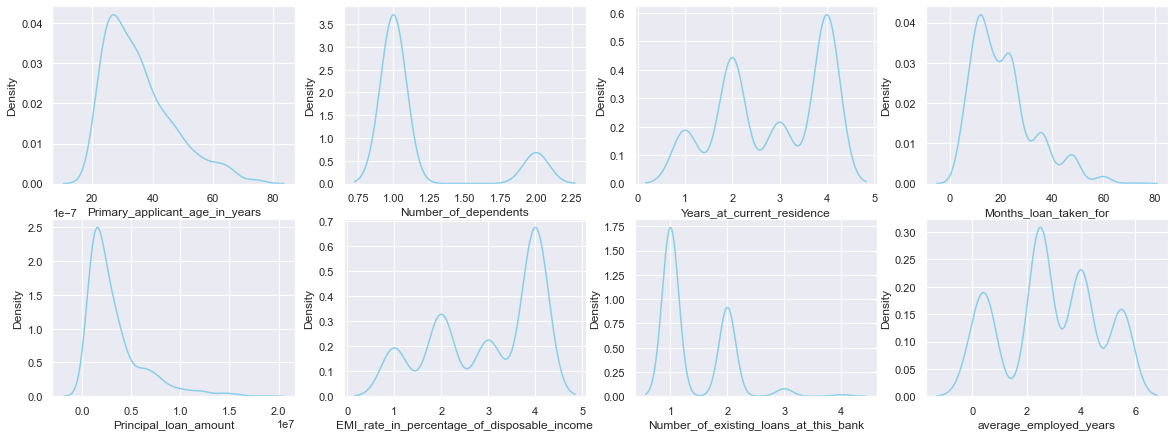 0.04
0.03
0.02
0.01
0.00
Density
20 40 60 80
Primary_applicant_age_in_years
3.5
3.0
2.5
2.0
1.5
1.0
0.5
0.0
Density
0.75 1.00 1.25 1.50 1.75 2.00 2.25
Number_of_dependents
0.6
0.5
0.4
0.3
0.2
0.1
0.0
Density
0 1 2 3 4 5
Years_at_current_residence
0.04
0.03
0.02
0.01
0.00
Density
0 20 40 60 80
Months_loan_taken_for
1e−7
2.5
2.0
1.5
1.0
0.5
0.0
Density
0.0 0.5 1.0 1.5 2.0
1e7
Principal_loan_amount
0.7
0.6
0.5
0.4
0.3
0.2
0.1
0.0
Density
0 1 2 3 4 5
EMI_rate_in_percentage_of_disposable_income
1.75
1.50
1.25
1.00
0.75
0.50
0.25
0.00
Density
1 2 3 4
Number_of_existing_loans_at_this_bank
0.30
0.25
0.20
0.15
0.10
0.05
0.00
Density
0 2 4 6
average_employed_years